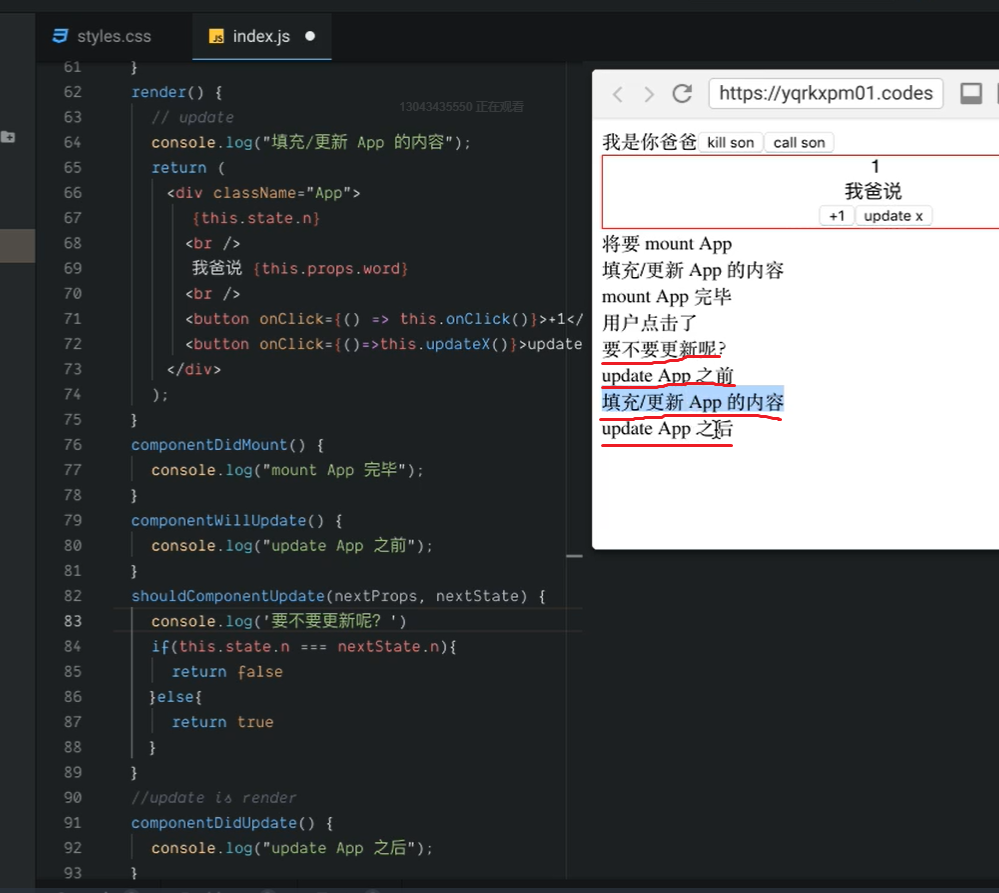 styles.css
index.js
61 }
62 render() {
13043435550 正在观看
63 // update
64 console.log("填充/更新 App 的内容");
65 return (
66 <div className="App">
67 {this.state.n}
68 <br />
69 我爸说 {this.props.word}
70 <br />
71 <button onClick={() => this.onClick()}>+1</
72 <button onClick={()=>this.updateX()}>update
73 </div>
74 );
75 }
76 componentDidMount() {
77 console.log("mount App 完毕");
78 }
79 componentWillUpdate() {
80 console.log("update App 之前");
81 }
82 shouldComponentUpdate(nextProps, nextState) {
83 console.log('要不要更新呢？')
84 if(this.state.n === nextState.n){
85 return false
86 }else{
87 return true
88 }
89 }
90 //update is render
91 componentDidUpdate() {
92 console.log("update App 之后");
93 }
https://yqrkxpm01.codes
我是你爸爸 kill son call son
1
我爸说
+1 update x
将要 mount App
填充/更新 App 的内容
mount App 完毕
用户点击了
要不要更新呢?
update App 之前
填充/更新 App 的内容
update App 之后